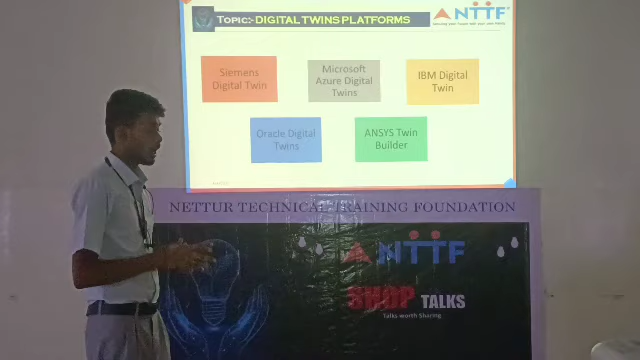 TOPIC:- DIGITAL TWINS PLATFORMS
NTTF
Siemens
Digital Twin
Microsoft
Azure Digital
Twins
IBM Digital
Twin
Oracle Digital
Twins
ANSYS Twin
Builder
NETTUR TECHNICAL TRAINING FOUNDATION
NTTF
SHOP TALKS
Talks worth Sharing